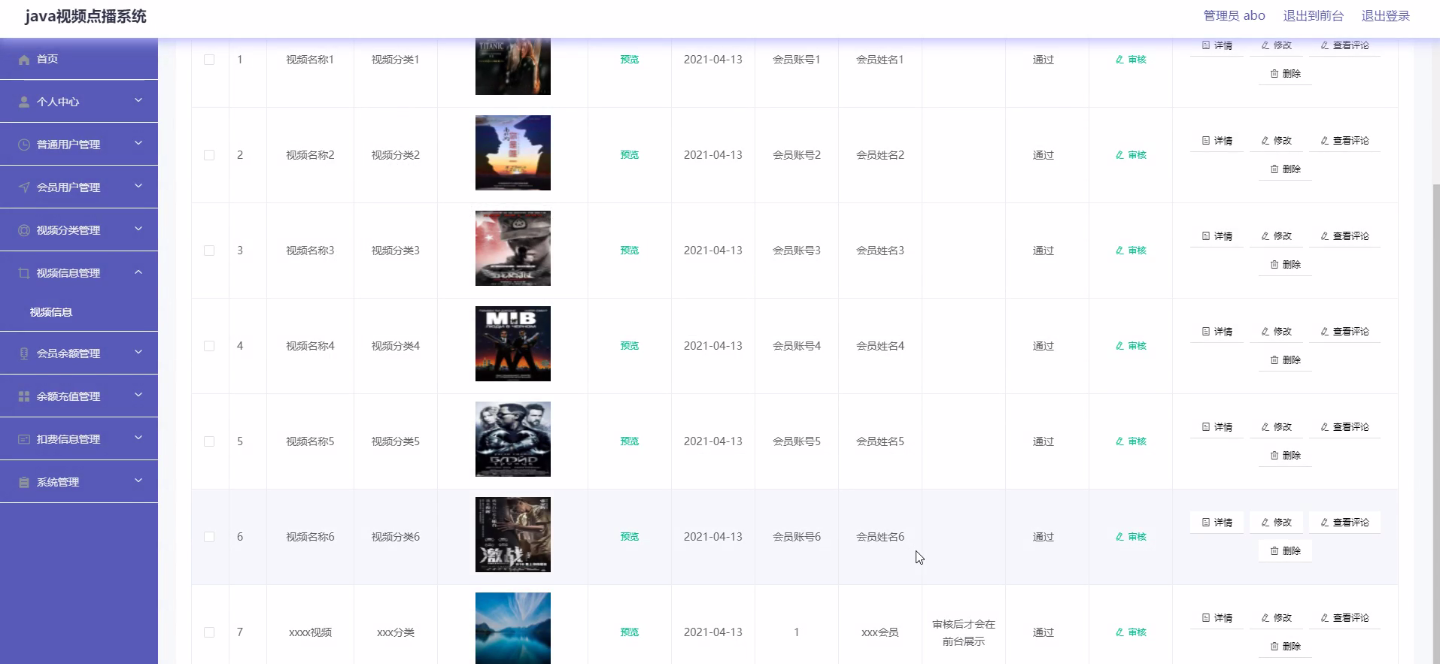 java视频点播系统
管理员 abo 退出到前台 退出登录
首页
个人中心
普通用户管理
会员用户管理
视频分类管理
视频信息管理
视频信息
会员余额管理
余额充值管理
扣费信息管理
系统管理
1 视频名称1 视频分类1 TITANIC 预览 2021-04-13 会员账号1 会员姓名1 通过 审核 详情 修改 查看评论
删除
2 视频名称2 视频分类2 预览 2021-04-13 会员账号2 会员姓名2 通过 审核 详情 修改 查看评论
删除
3 视频名称3 视频分类3 预览 2021-04-13 会员账号3 会员姓名3 通过 审核 详情 修改 查看评论
删除
4 视频名称4 视频分类4 MIB 预览 2021-04-13 会员账号4 会员姓名4 通过 审核 详情 修改 查看评论
删除
5 视频名称5 视频分类5 预览 2021-04-13 会员账号5 会员姓名5 通过 审核 详情 修改 查看评论
删除
6 视频名称6 视频分类6 激战 预览 2021-04-13 会员账号6 会员姓名6 通过 审核 详情 修改 查看评论
删除
7 xxxx视频 xxx分类 预览 2021-04-13 1 xxx会员 审核后才会在
前台展示 通过 审核 详情 修改 查看评论
删除